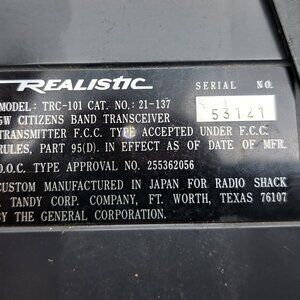 REALISTIC SERIAL NO.
MODEL: TRC-101 CAT. NO.: 21-137
5W CITIZENS BAND TRANSCEIVER
53141
TRANSMITTER F.C.C. TYPE ACCEPTED UNDER F.C.C.
RULES, PART 95(D). IN EFFECT AS OF DATE OF MFR.
D.O.C. TYPE APPROVAL NO. 255362056
CUSTOM MANUFACTURED IN JAPAN FOR RADIO SHACK
A TANDY CORP. COMPANY, FT. WORTH, TEXAS 76107
BY THE GENERAL CORPORATION.